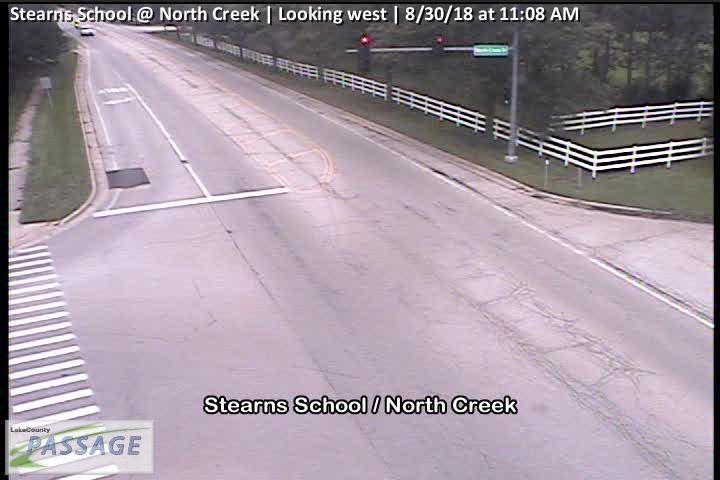 Stearns School @ North Creek | Looking west | 8/30/18 at 11:08 AM
Stearns School / North Creek
LakeCounty
PASSAGE